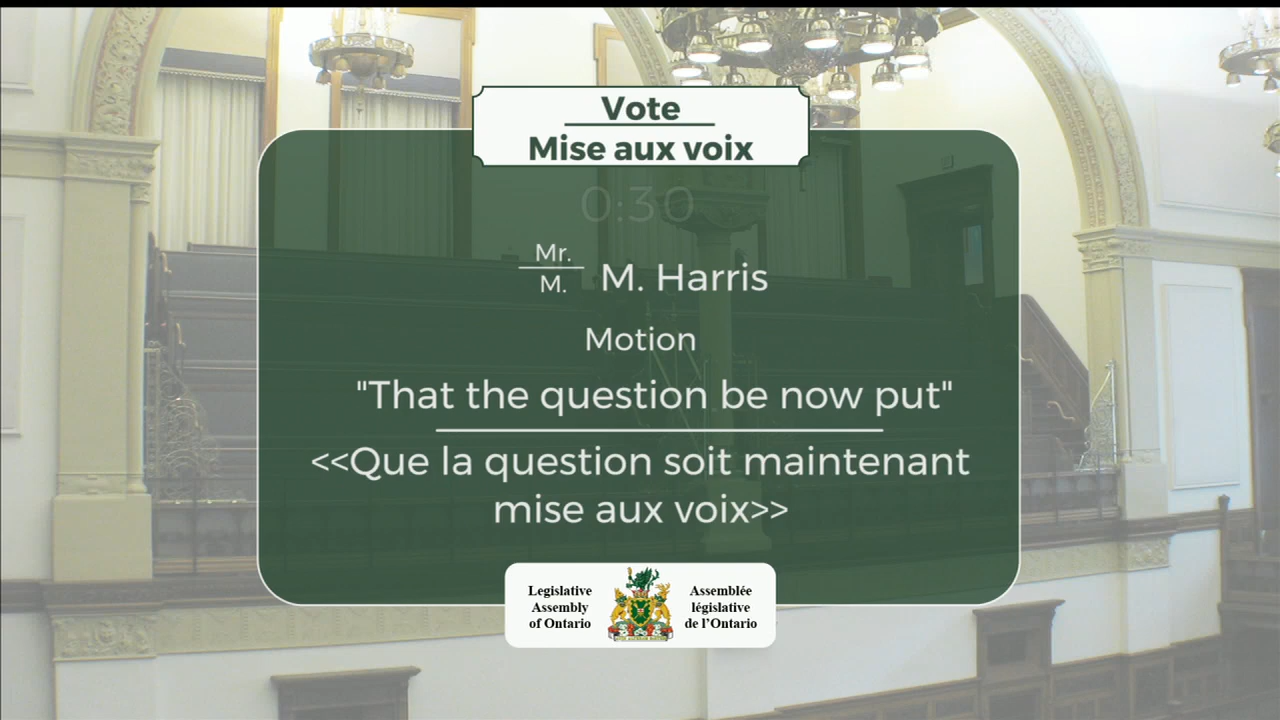 Vote
Mise aux voix
0:30
Mr.
M. M. Harris
Motion
"That the question be now put"
<<Que la question soit maintenant
mise aux voix>>
Legislative
Assembly
of Ontario
Assemblée
législative
de l'Ontario